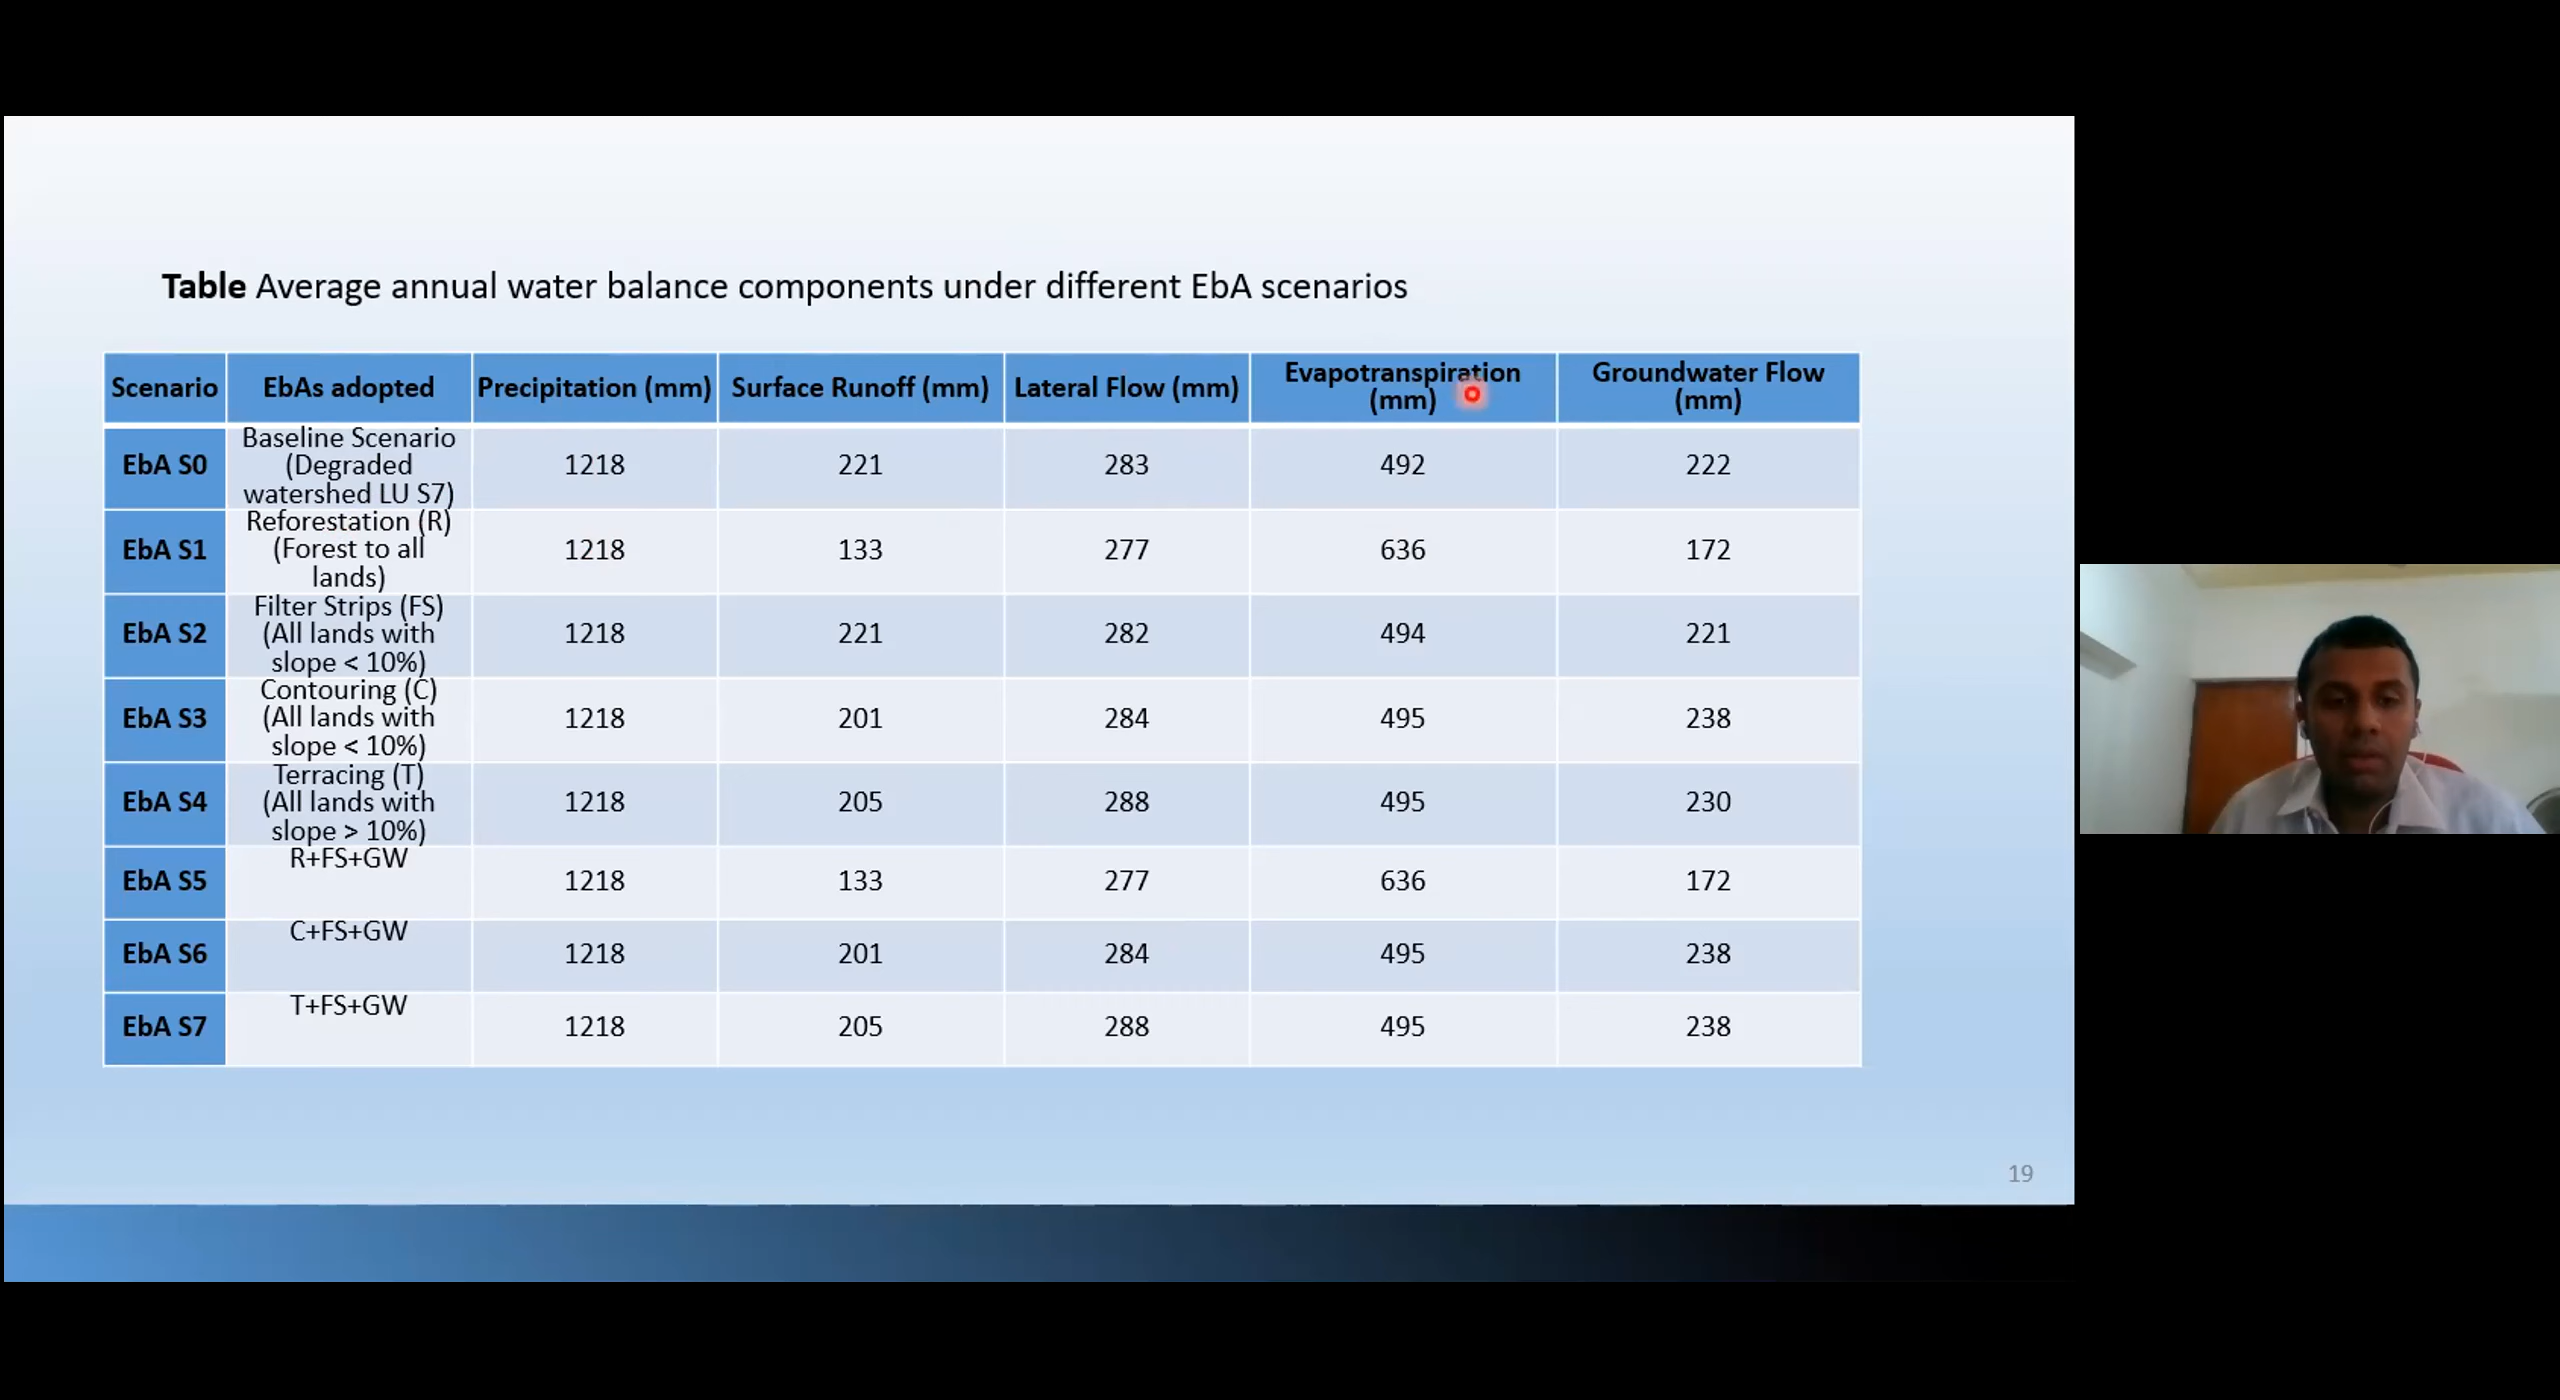 Table Average annual water balance components under different EbA scenarios
Scenario EbAs adopted Precipitation (mm) Surface Runoff (mm) Lateral Flow (mm) Evapotranspiration (mm) Groundwater Flow (mm)
EbA S0 Baseline Scenario (Degraded watershed LU S7) 1218 221 283 492 222
EbA S1 Reforestation (R) (Forest to all lands) 1218 133 277 636 172
EbA S2 Filter Strips (FS) (All lands with slope < 10%) 1218 221 282 494 221
EbA S3 Contouring (C) (All lands with slope < 10%) 1218 201 284 495 238
EbA S4 Terracing (T) (All lands with slope > 10%) 1218 205 288 495 230
EbA S5 R+FS+GW 1218 133 277 636 172
EbA S6 C+FS+GW 1218 201 284 495 238
EbA S7 T+FS+GW 1218 205 288 495 238
19